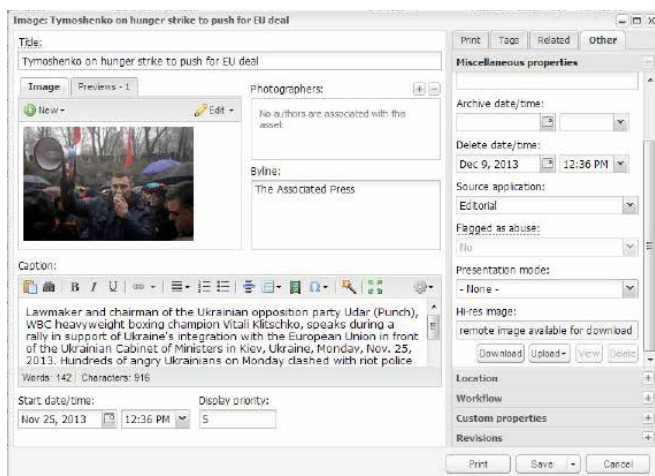 Image: Tymoshenko on hunger strike to push for EU deal
Title:
Tymoshenko on hunger strike to push for EU deal
Image
Previews - 1
New
Edit
Photographers:
No authors are associated with this
asset
Byline:
The Associated Press
Caption:
B I U
Lawmaker and chairman of the Ukrainian opposition party Udar (Punch),
WBC heavyweight boxing champion Vitali Klitschko, speaks during a
rally in support of Ukraine's integration with the European Union in front
of the Ukrainian Cabinet of Ministers in Kiev, Ukraine, Monday, Nov. 25,
2013. Hundreds of angry Ukrainians on Monday clashed with riot police
Words: 142 Characters: 916
Start date/time:
Display priority:
Nov 25, 2013
12:36 PM
5
Print
Tags
Related
Other
Miscellaneous properties
Archive date/time:
Delete date/time:
Dec 9, 2013
12:36 PM
Source application:
Editorial
Flagged as abuse:
No
Presentation mode:
- None -
Hi-res image:
remote image available for download
Download
Upload
View
Delete
Location
Workflow
Custom properties
Revisions
Print
Save
Cancel